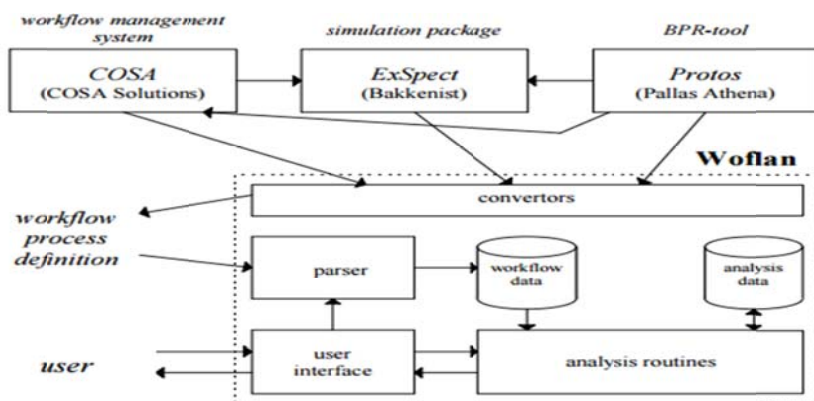 workflow management
system
simulation package
BPR-tool
COSA
(COSA Solutions)
ExSpect
(Bakkenist)
Protos
(Pallas Athena)
Woflan
convertors
workflow
process
definition
parser
workflow
data
analysis
data
user
user
interface
analysis routines